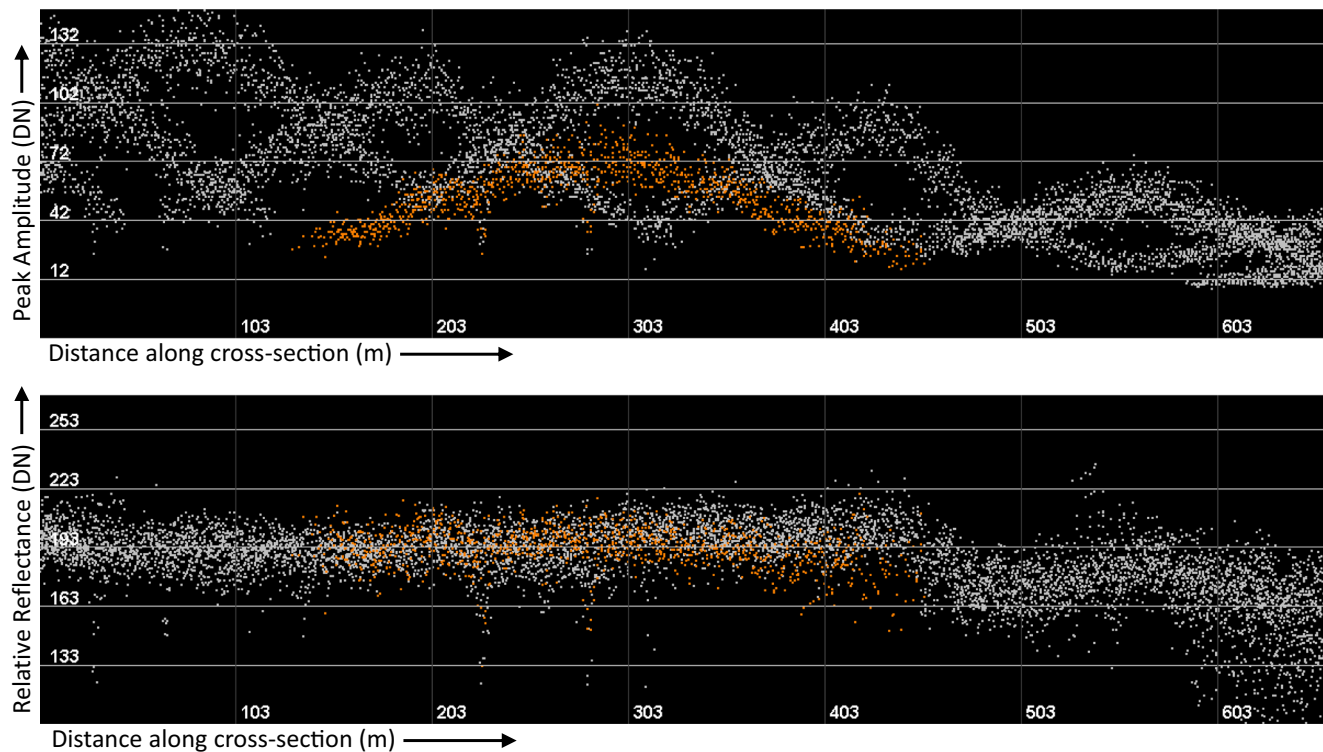 Peak Amplitude (DN)
132
102
72
42
12
103 203 303 403 503 603
Distance along cross-section (m)
Relative Reflectance (DN)
253
223
193
163
133
103 203 303 403 503 603
Distance along cross-section (m)